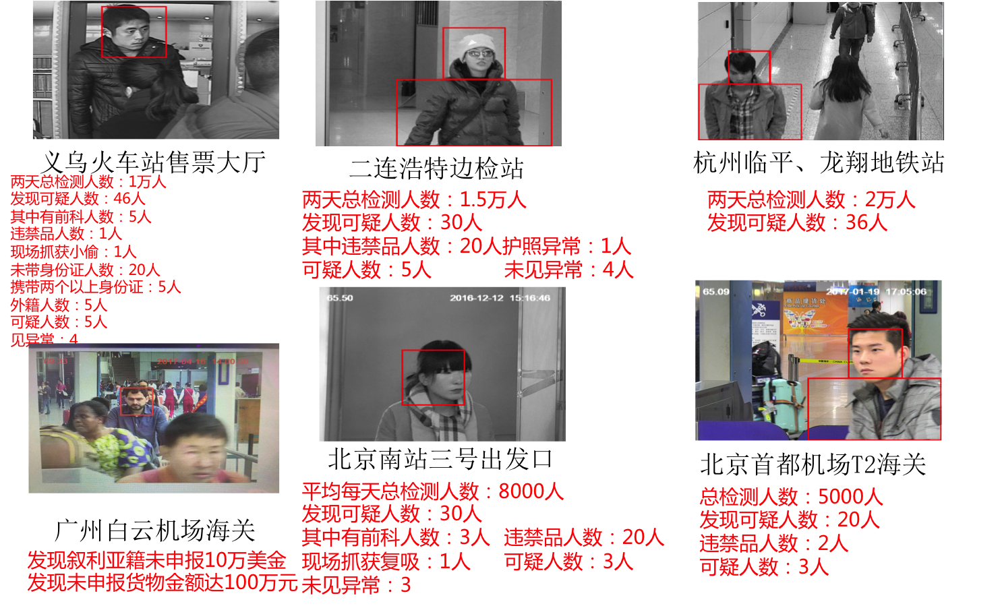 义乌火车站售票大厅
两天总检测人数：1万人
发现可疑人数：46人
其中有前科人数：5人
违禁品人数：1人
现场抓获小偷：1人
未带身份证人数：20人
携带两个以上身份证：5人
外籍人数：5人
可疑人数：5人
见异常：4
二连浩特边检站
两天总检测人数：1.5万人
发现可疑人数：30人
其中违禁品人数：20人护照异常：1人
可疑人数：5人 未见异常：4人
杭州临平、龙翔地铁站
两天总检测人数：2万人
发现可疑人数：36人
广州白云机场海关
发现叙利亚籍未申报10万美金
发现未申报货物金额达100万元
65.50 2016-12-12 15:16:46
北京南站三号出发口
平均每天总检测人数：8000人
发现可疑人数：30人
其中有前科人数：3人 违禁品人数：20人
现场抓获复吸：1人 可疑人数：3人
未见异常：3
65.09 2017-01-19 17:05:06
商品提货处
北京首都机场T2海关
总检测人数：5000人
发现可疑人数：20人
违禁品人数：2人
可疑人数：3人